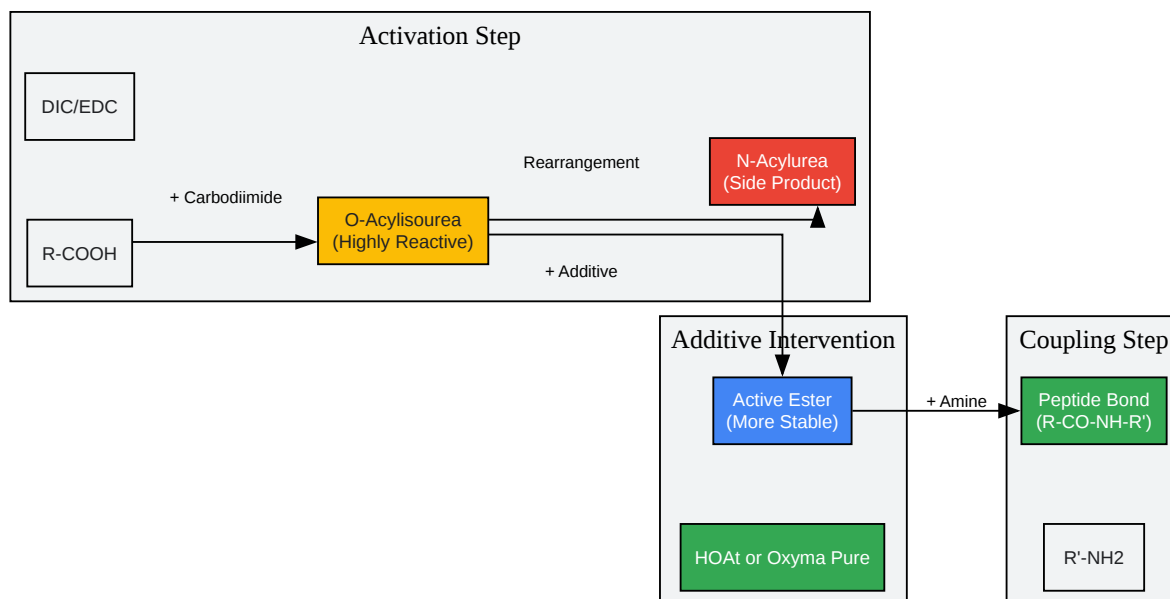 Activation Step
DIC/EDC
Rearrangement
N-Acylurea
(Side Product)
+ Carbodiimide
O-Acylisourea
(Highly Reactive)
R-COOH
+ Additive
Additive Intervention
Coupling Step
Active Ester
(More Stable)
+ Amine
Peptide Bond
(R-CO-NH-R')
HOAt or Oxyma Pure
R'-NH2